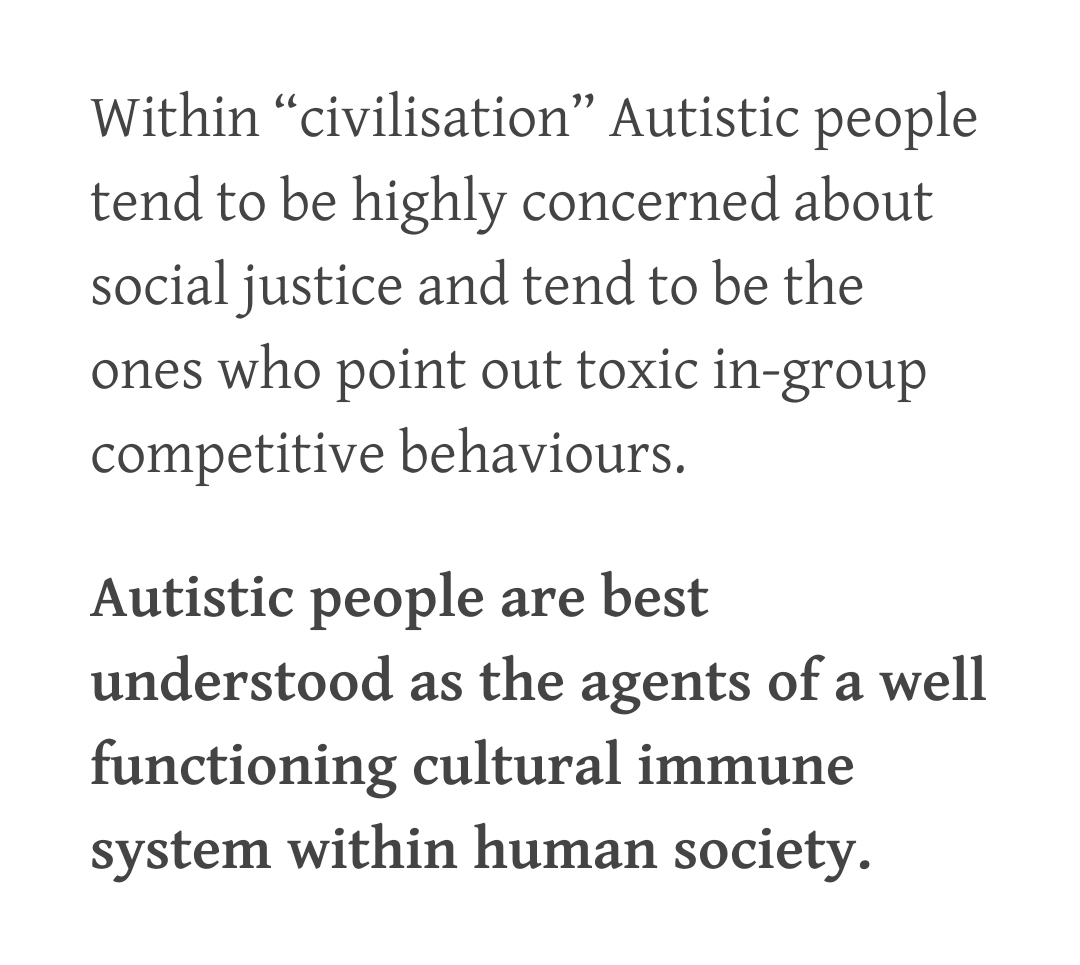 Within “civilisation” Autistic people
tend to be highly concerned about
social justice and tend to be the
ones who point out toxic in-group
competitive behaviours.
Autistic people are best
understood as the agents of a well
functioning cultural immune
system within human society.